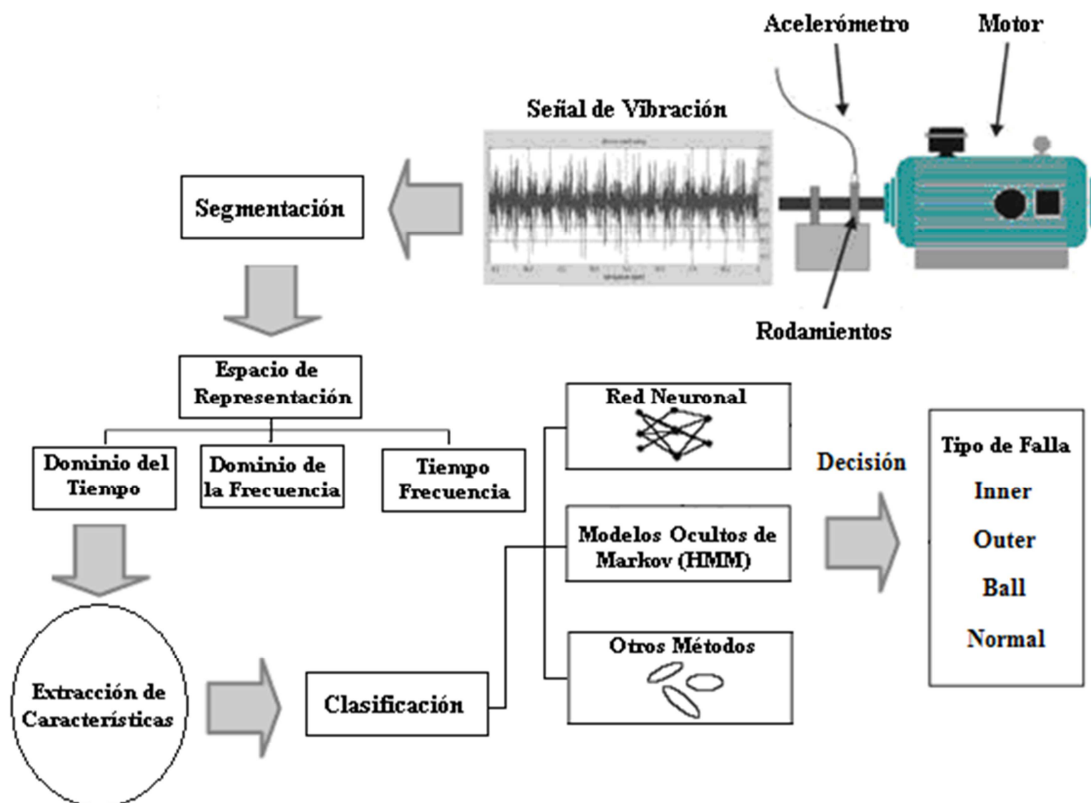 Acelerómetro
Motor
Señal de Vibración
Segmentación
Rodamientos
Espacio de
Representación
Dominio del
Tiempo
Dominio de
la Frecuencia
Tiempo
Frecuencia
Extracción de
Características
Clasificación
Red Neuronal
Modelos Ocultos de
Markov (HMM)
Otros Métodos
Decisión
Tipo de Falla
Inner
Outer
Ball
Normal